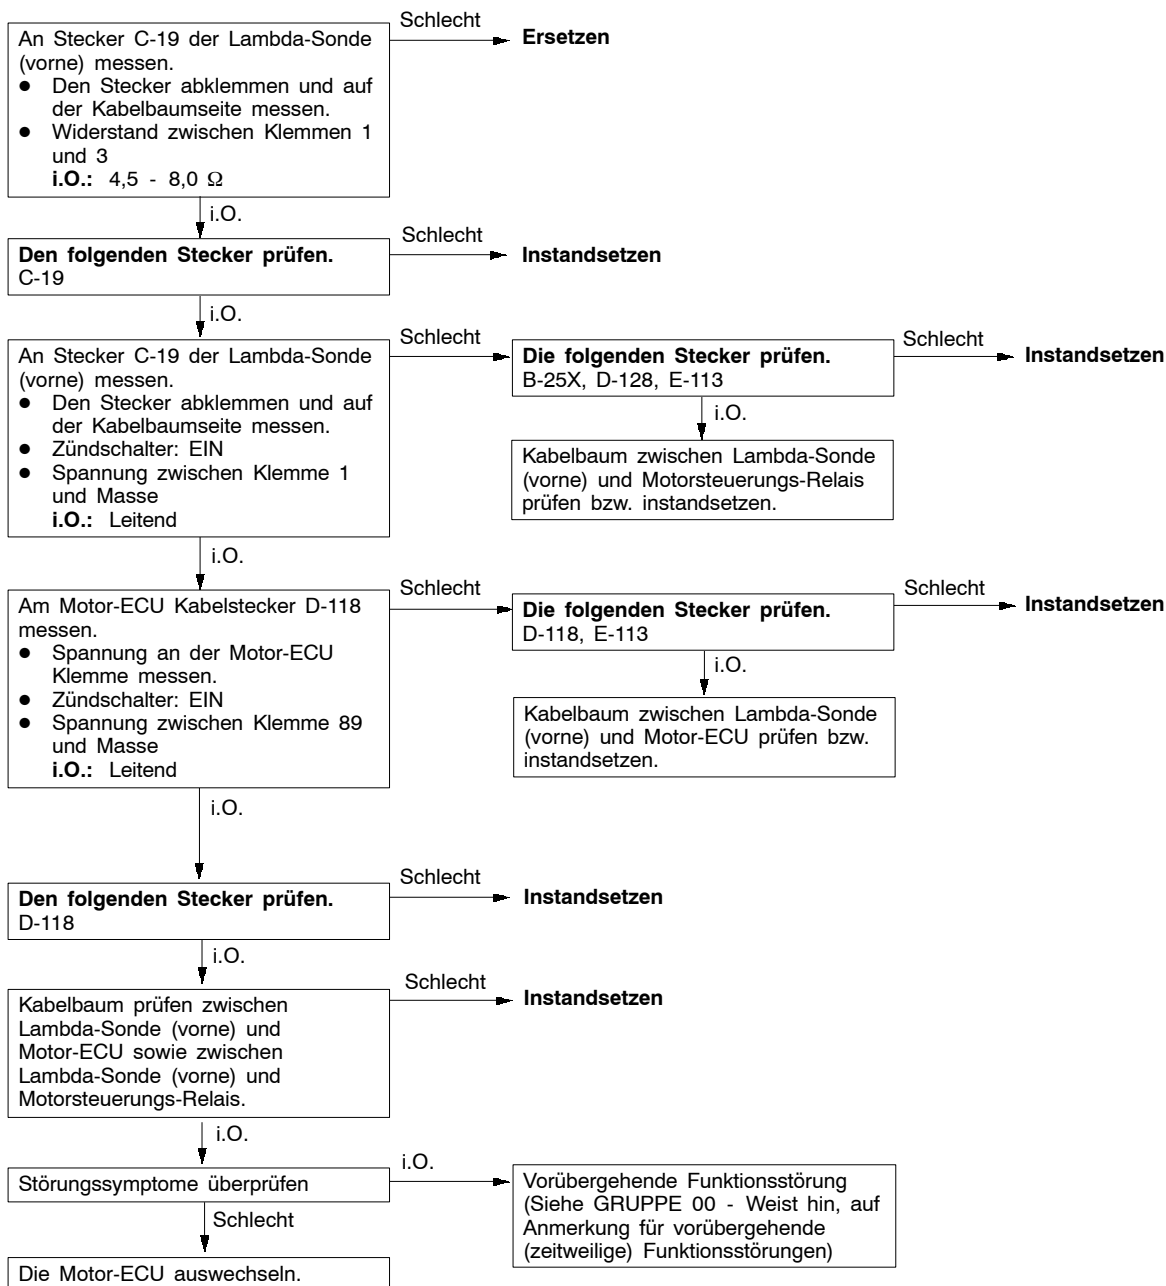 An Stecker C-19 der Lambda-Sonde
(vorne) messen.
● Den Stecker abklemmen und auf
der Kabelbaumseite messen.
● Widerstand zwischen Klemmen 1
und 3
i.O.: 4,5 - 8,0 Ω
Schlecht
Ersetzen
i.O.
Den folgenden Stecker prüfen.
C-19
Schlecht
Instandsetzen
i.O.
An Stecker C-19 der Lambda-Sonde
(vorne) messen.
● Den Stecker abklemmen und auf
der Kabelbaumseite messen.
● Zündschalter: EIN
● Spannung zwischen Klemme 1
und Masse
i.O.: Leitend
Schlecht
Die folgenden Stecker prüfen.
B-25X, D-128, E-113
Schlecht
Instandsetzen
i.O.
Kabelbaum zwischen Lambda-Sonde
(vorne) und Motorsteuerungs-Relais
prüfen bzw. instandsetzen.
i.O.
Am Motor-ECU Kabelstecker D-118
messen.
● Spannung an der Motor-ECU
Klemme messen.
● Zündschalter: EIN
● Spannung zwischen Klemme 89
und Masse
i.O.: Leitend
Schlecht
Die folgenden Stecker prüfen.
D-118, E-113
Schlecht
Instandsetzen
i.O.
Kabelbaum zwischen Lambda-Sonde
(vorne) und Motor-ECU prüfen bzw.
instandsetzen.
i.O.
Den folgenden Stecker prüfen.
D-118
Schlecht
Instandsetzen
i.O.
Kabelbaum prüfen zwischen
Lambda-Sonde (vorne) und
Motor-ECU sowie zwischen
Lambda-Sonde (vorne) und
Motorsteuerungs-Relais.
Schlecht
Instandsetzen
i.O.
Störungssymptome überprüfen
i.O.
Vorübergehende Funktionsstörung
(Siehe GRUPPE 00 - Weist hin, auf
Anmerkung für vorübergehende
(zeitweilige) Funktionsstörungen)
Schlecht
Die Motor-ECU auswechseln.